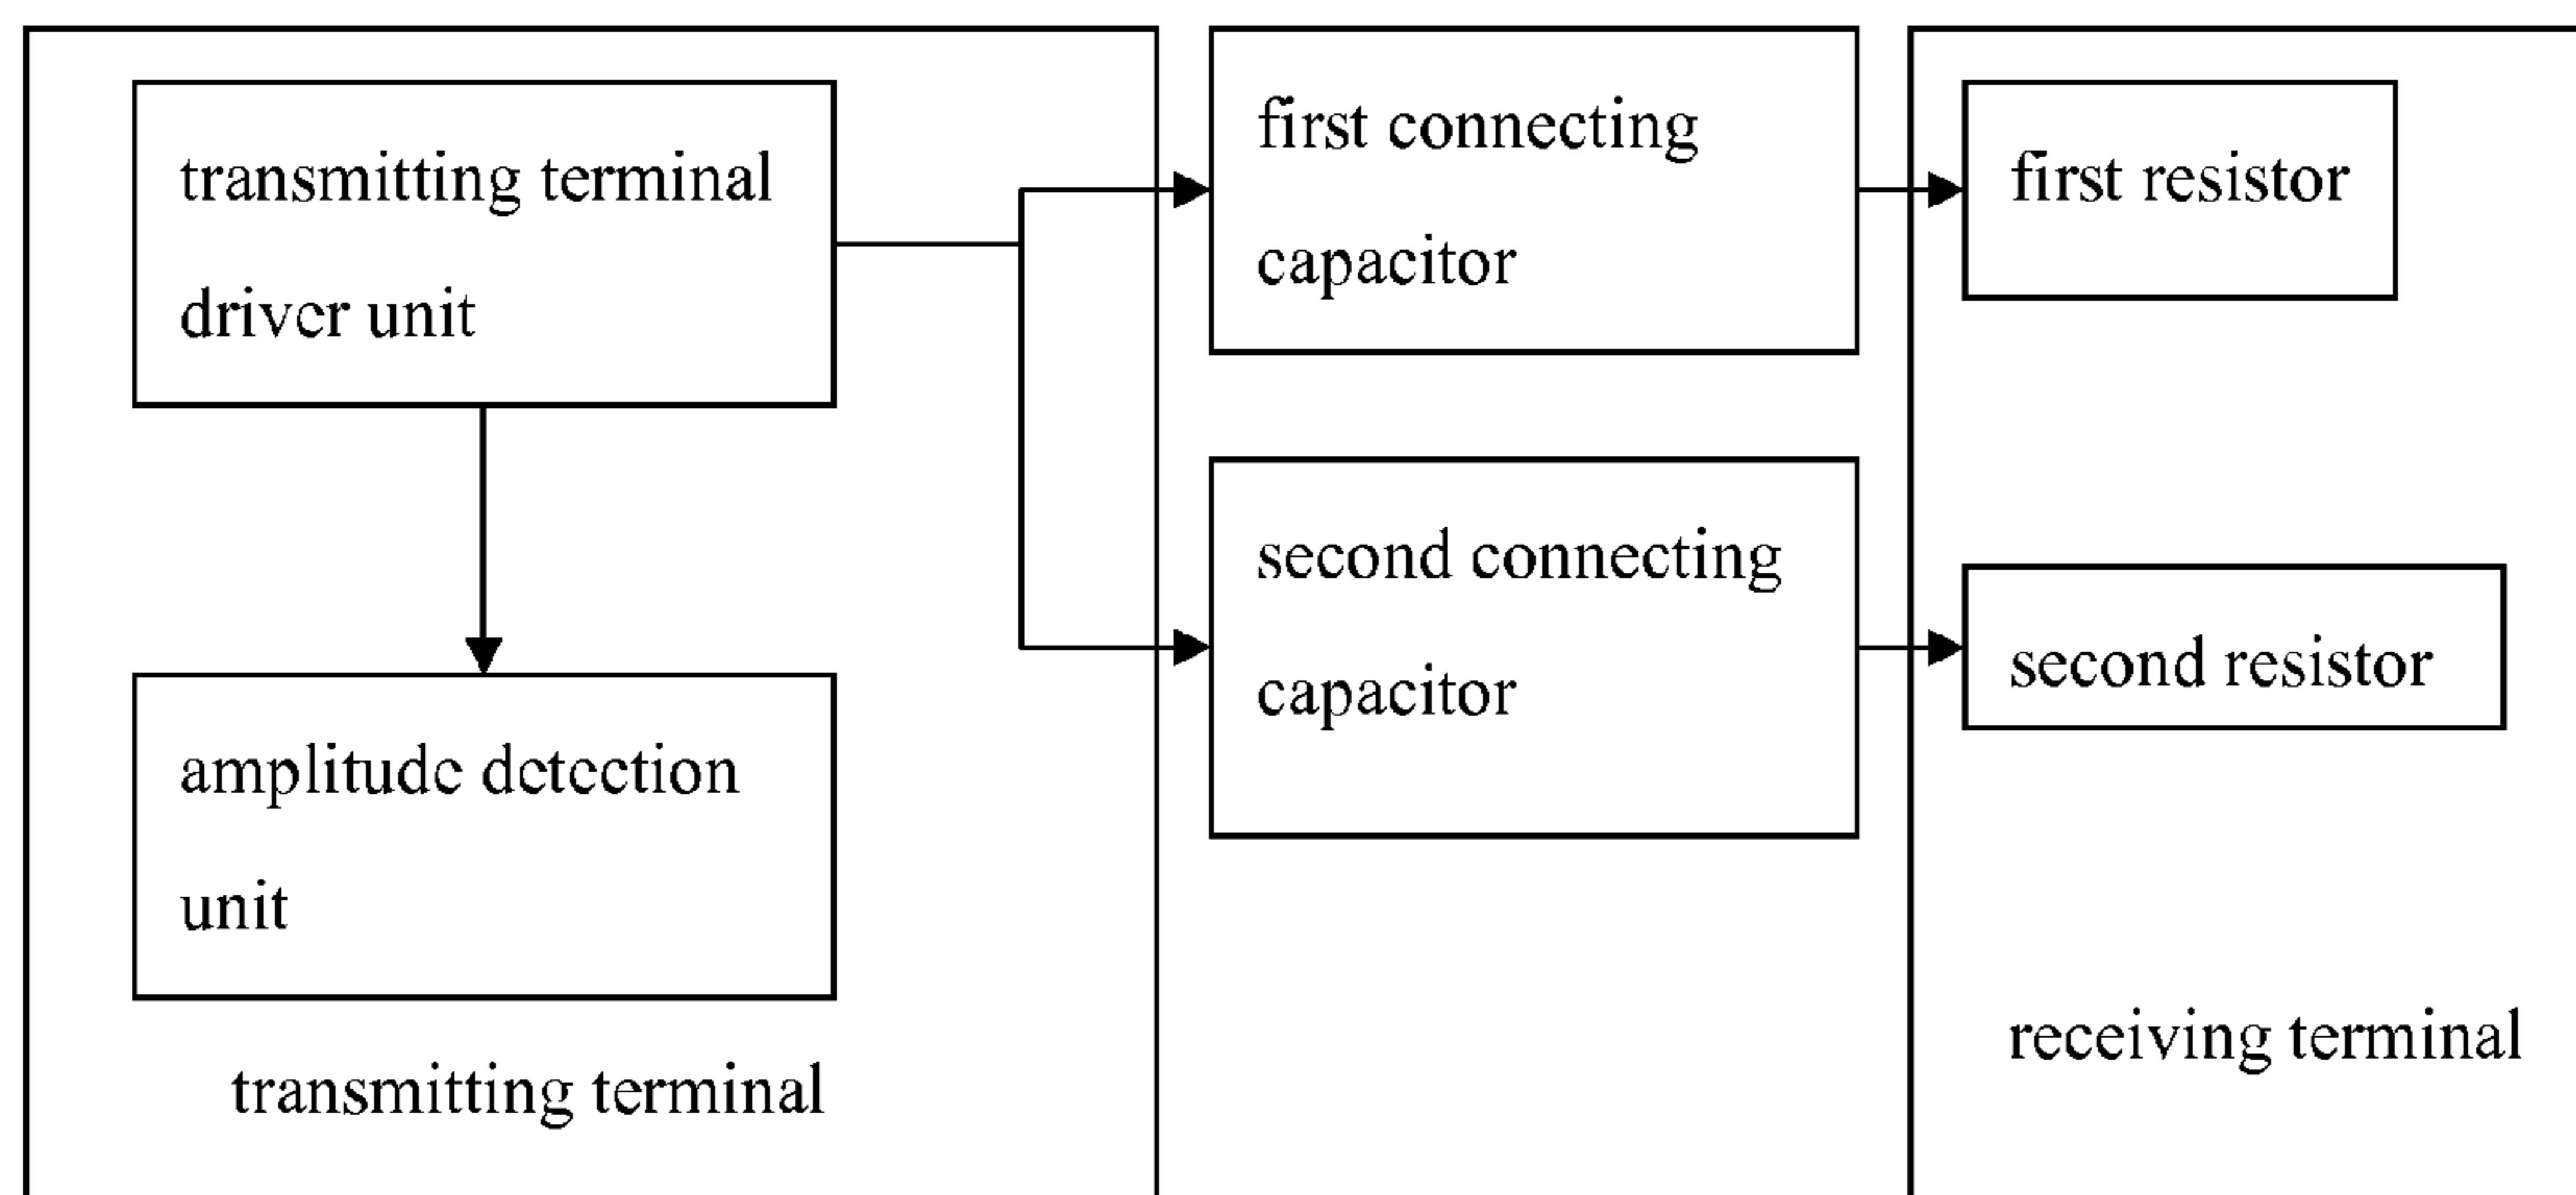 transmitting terminal
driver unit
first connecting
capacitor
first resistor
second connecting
capacitor
second resistor
amplitude detection
unit
transmitting terminal
receiving terminal